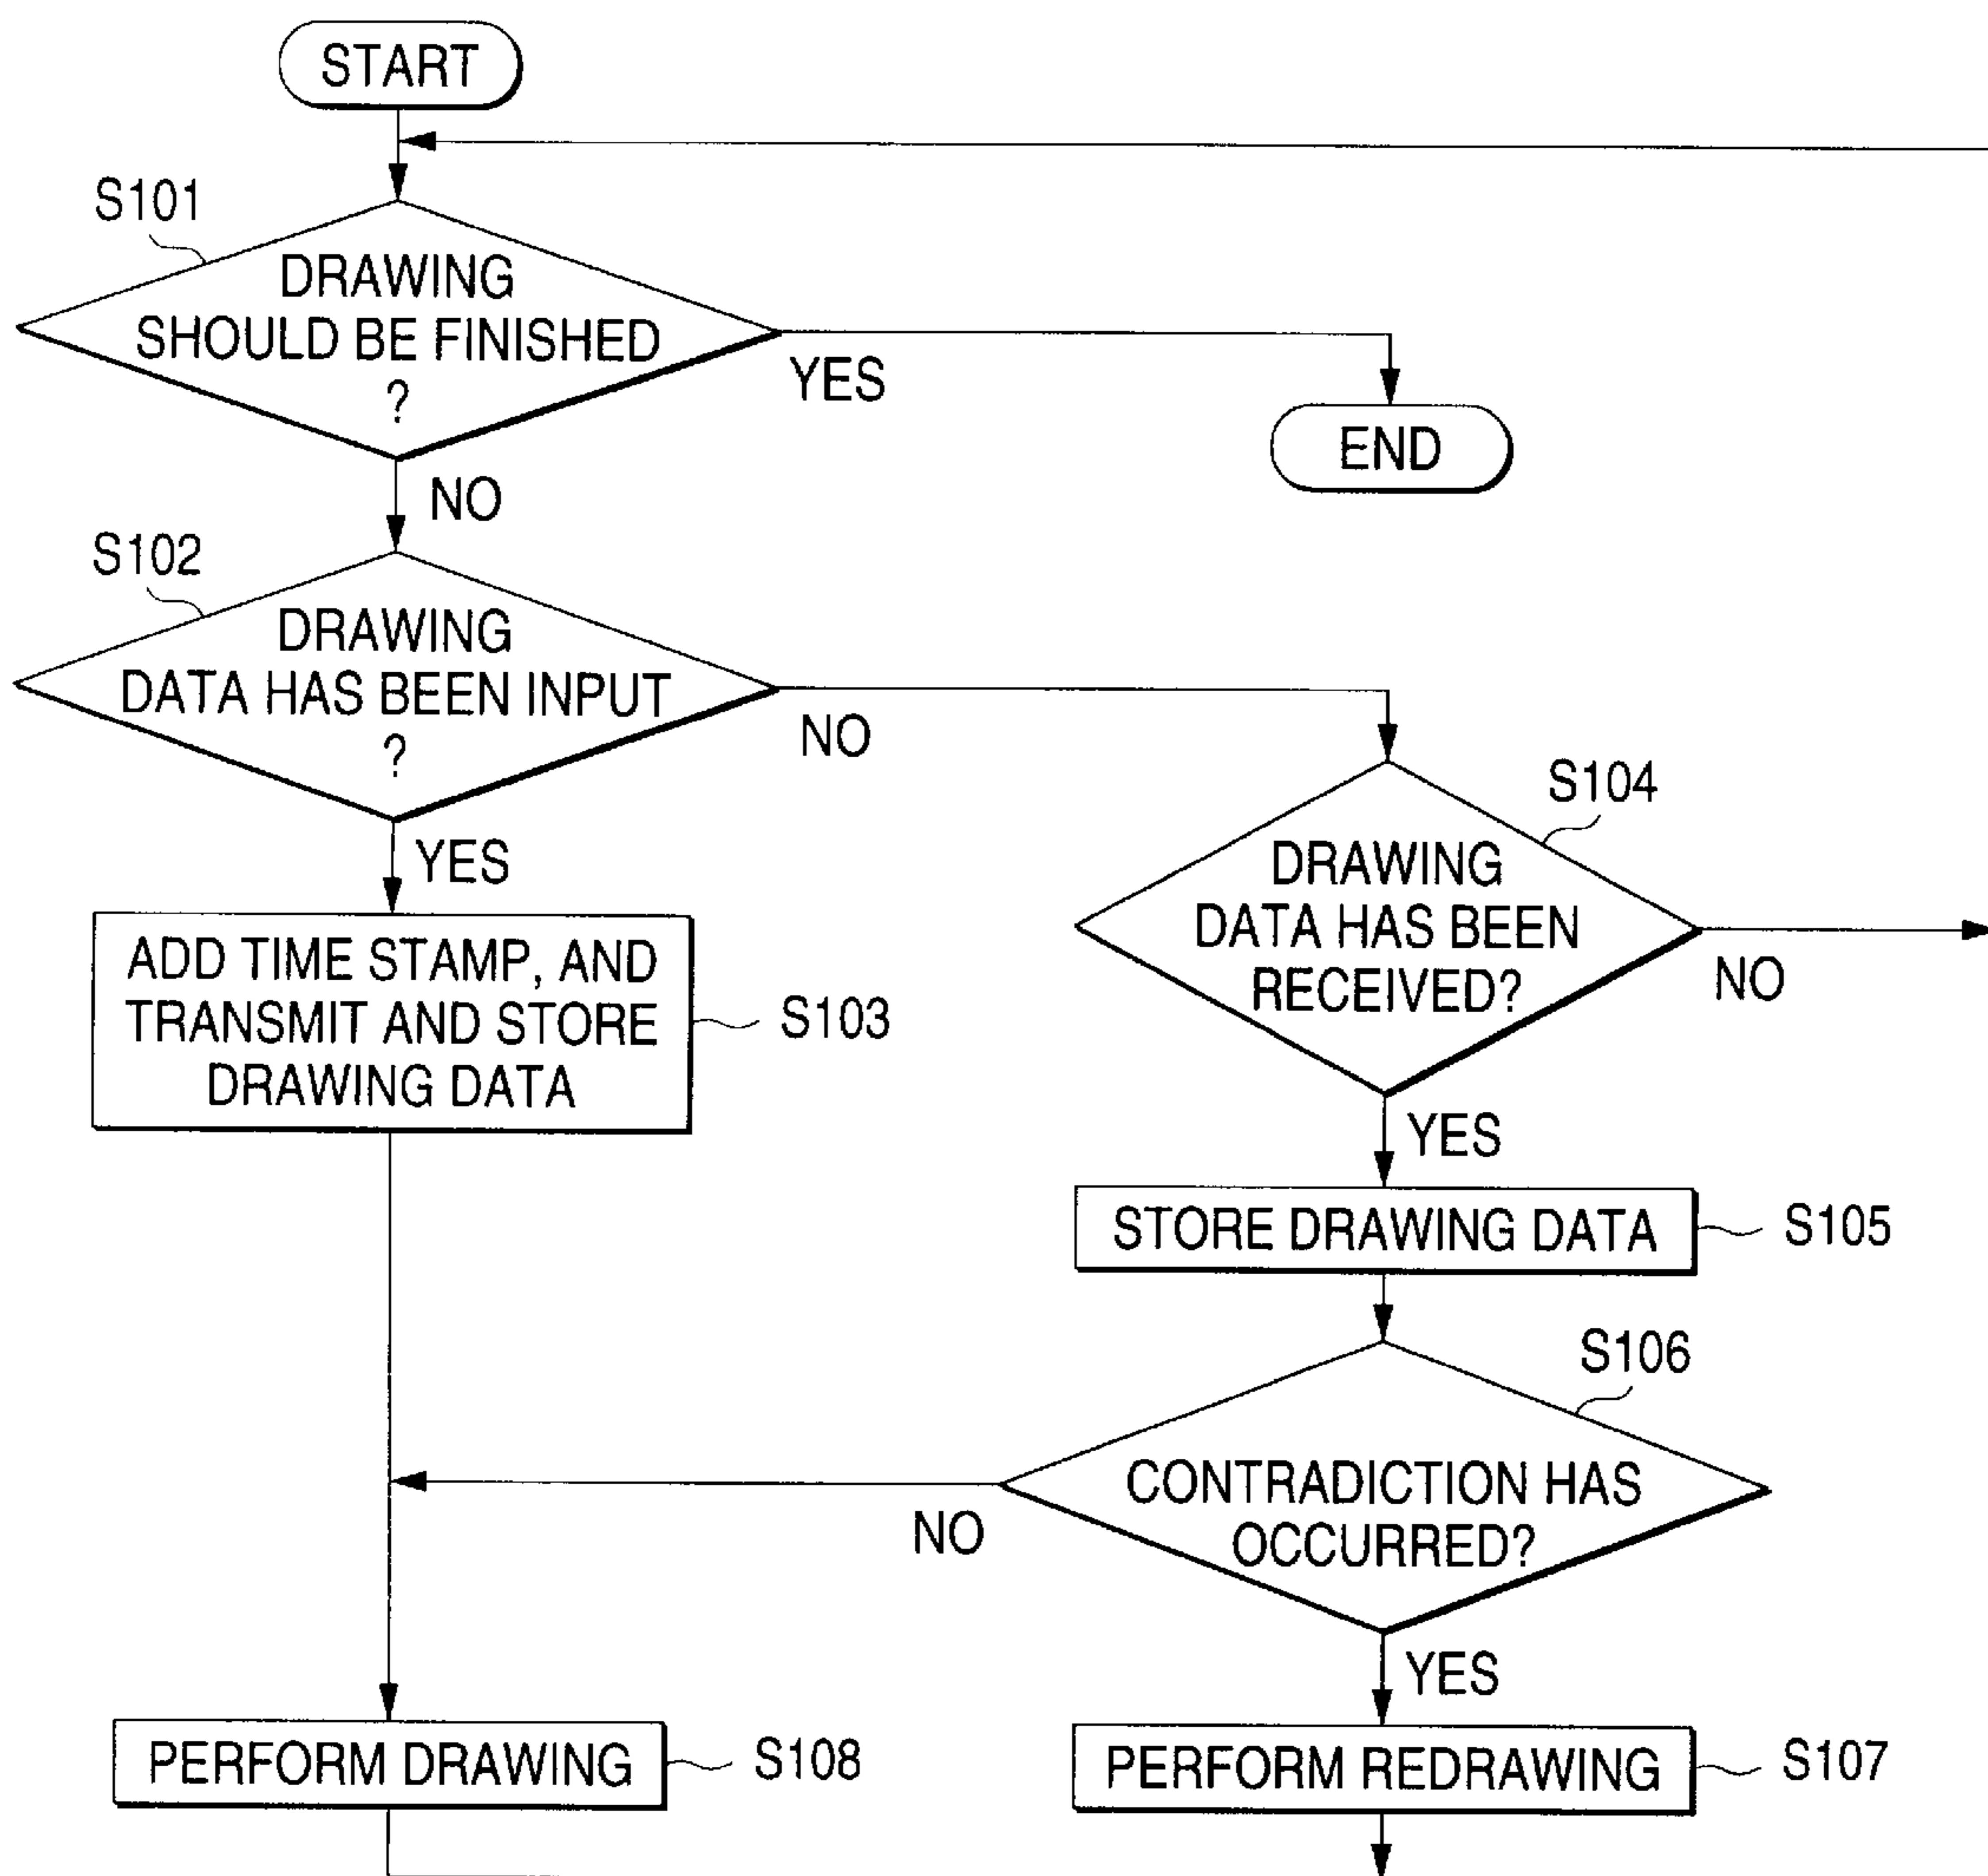 START
S101
DRAWING
SHOULD BE FINISHED
?
YES
END
NO
S102
DRAWING
DATA HAS BEEN INPUT
?
NO
YES
S104
DRAWING
DATA HAS BEEN
RECEIVED?
NO
ADD TIME STAMP, AND
TRANSMIT AND STORE
DRAWING DATA
S103
YES
STORE DRAWING DATA
S105
S106
CONTRADICTION HAS
OCCURRED?
NO
YES
PERFORM DRAWING
S108
PERFORM REDRAWING
S107